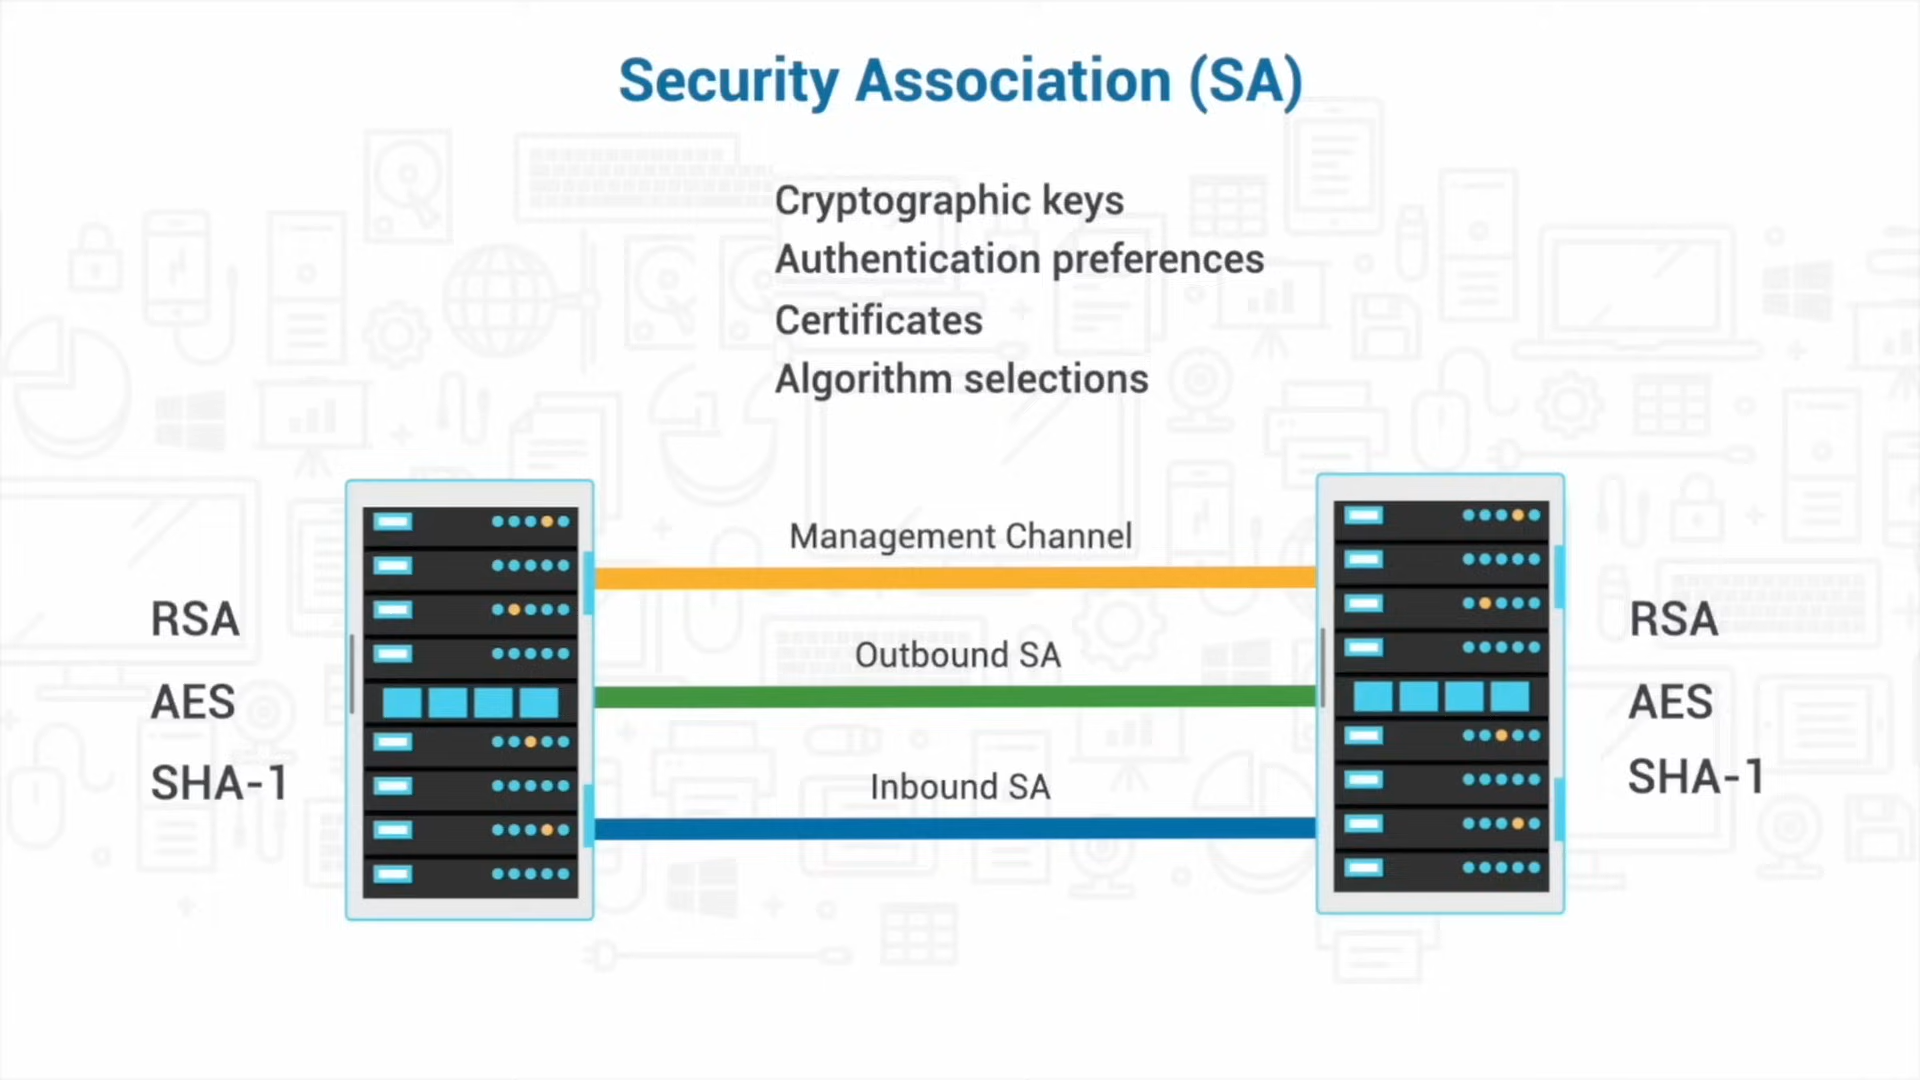 Security Association (SA)
Cryptographic keys
Authentication preferences
Certificates
Algorithm selections
Management Channel
RSA
RSA
Outbound SA
AES
AES
Inbound SA
SHA-1
SHA-1